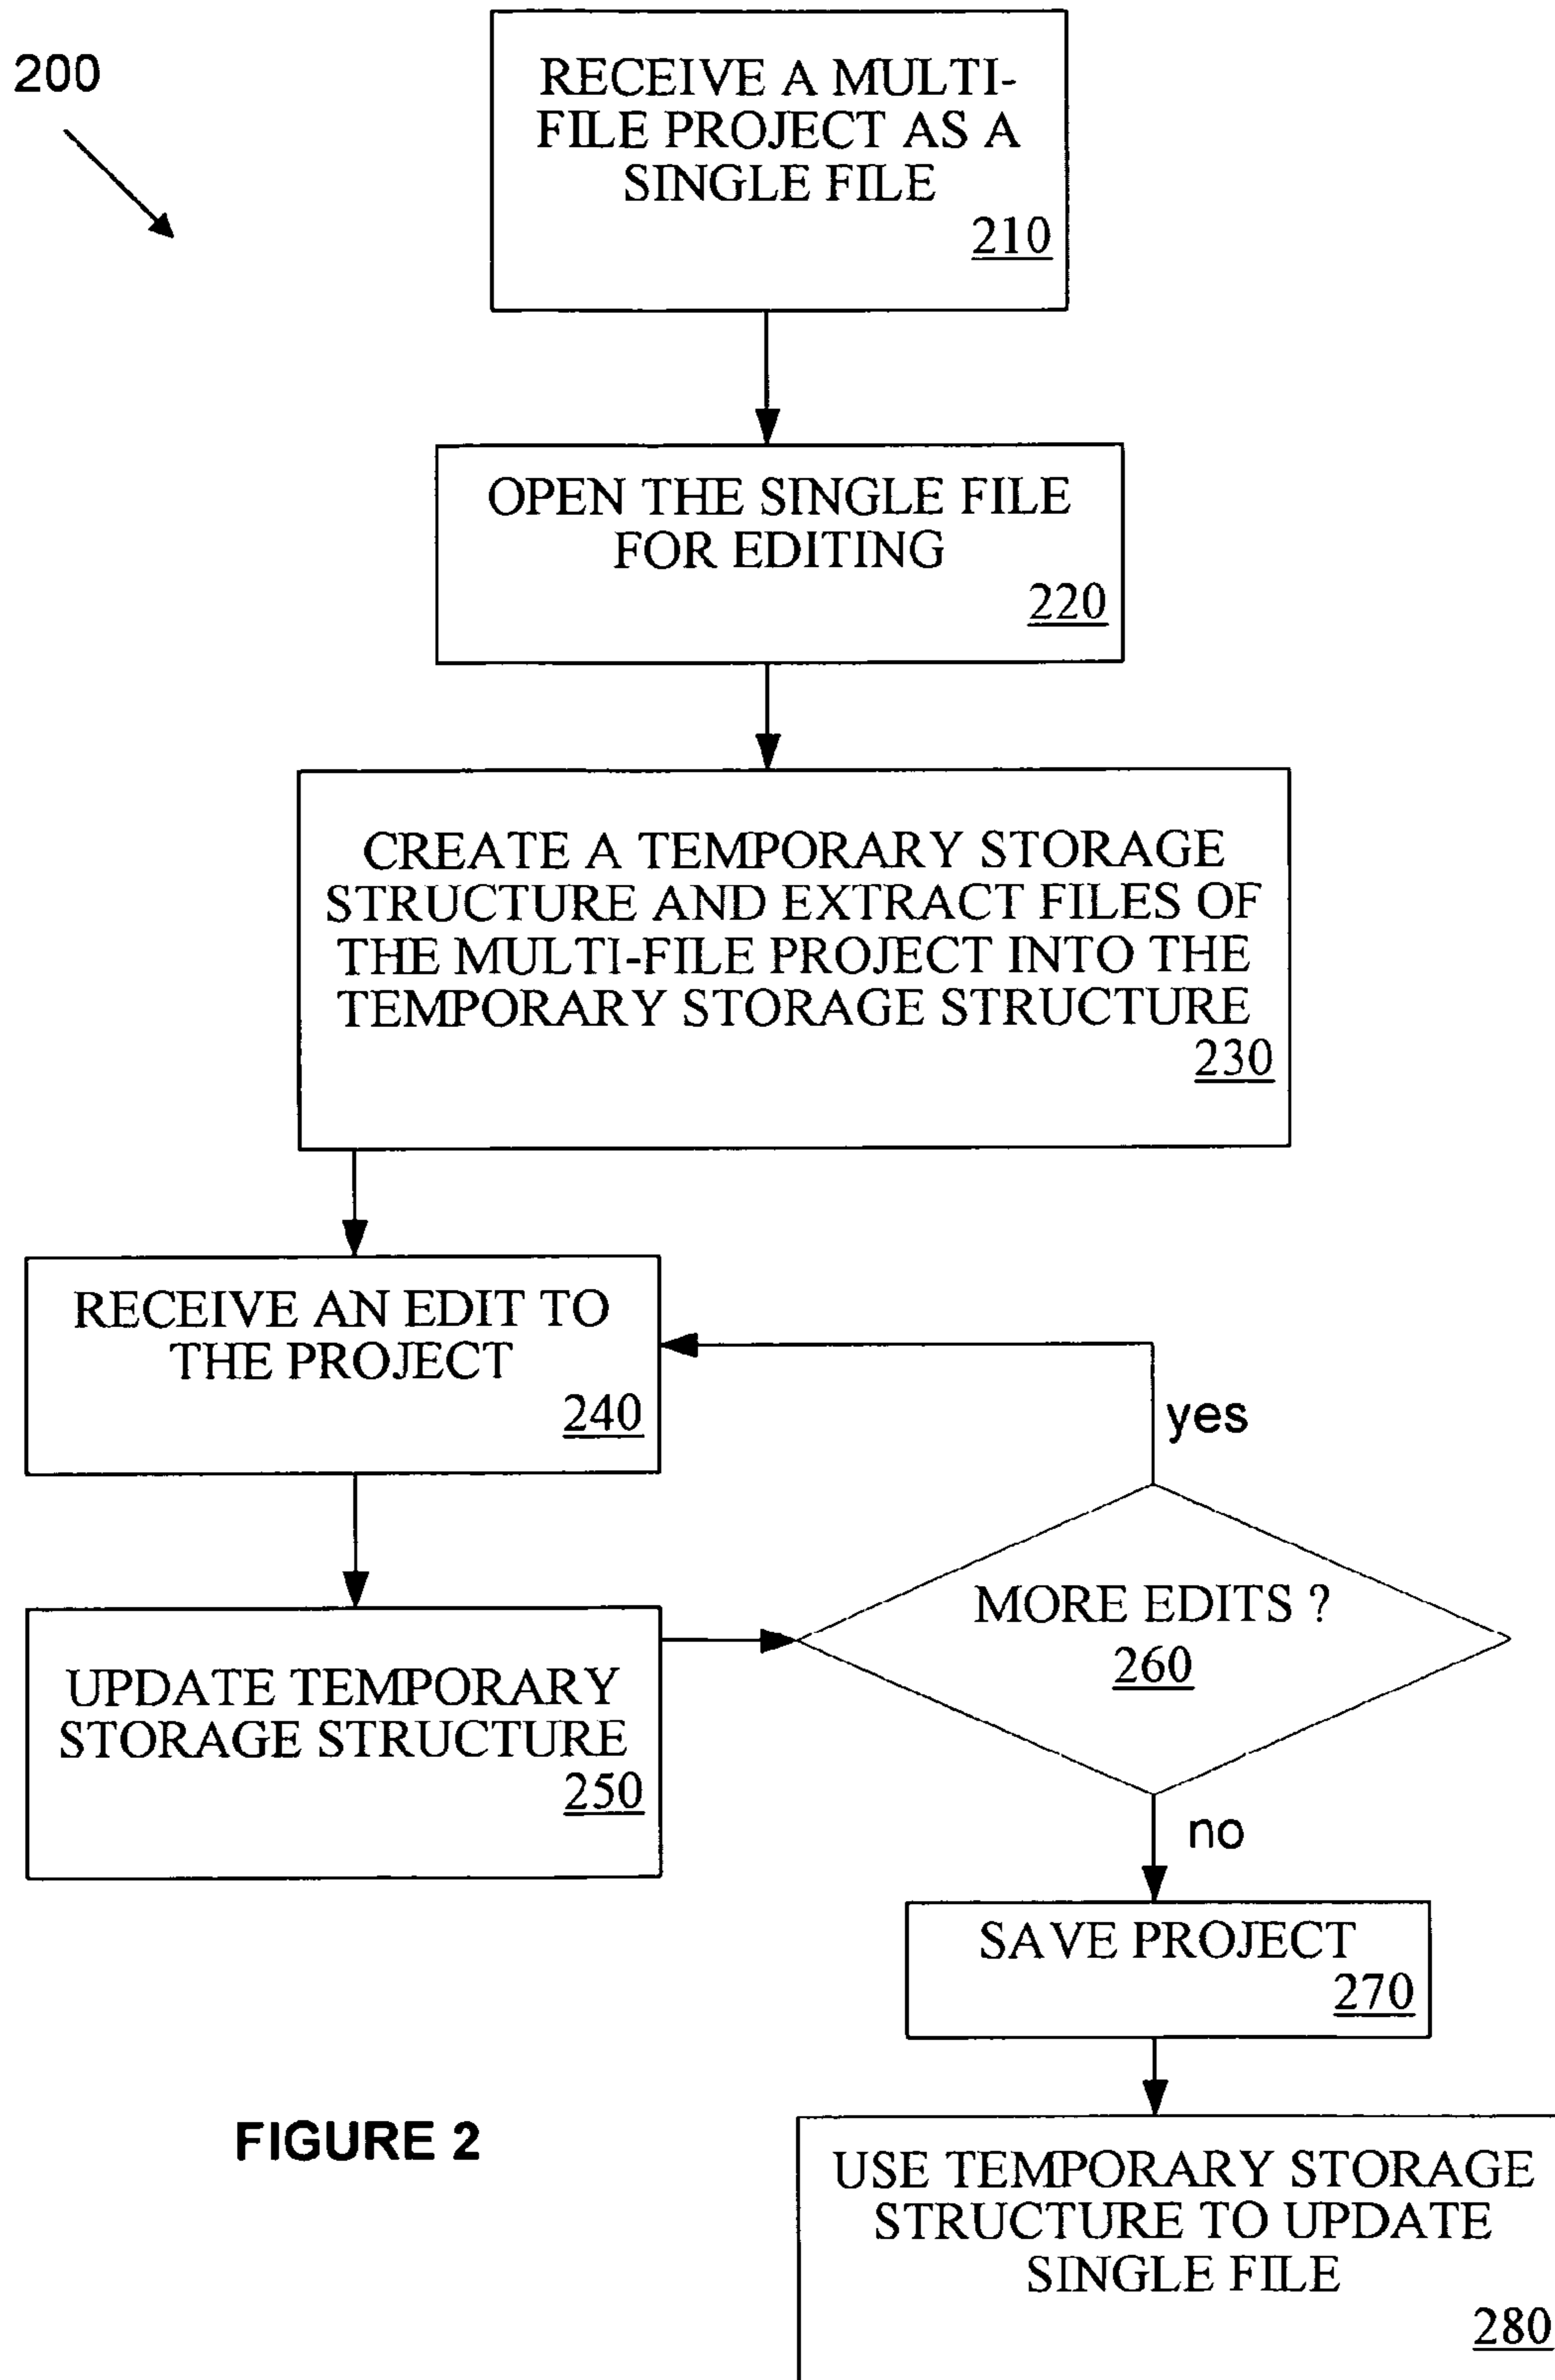 200
RECEIVE A MULTI-
FILE PROJECT AS A
SINGLE FILE
210
OPEN THE SINGLE FILE
FOR EDITING
220
CREATE A TEMPORARY STORAGE
STRUCTURE AND EXTRACT FILES OF
THE MULTI-FILE PROJECT INTO THE
TEMPORARY STORAGE STRUCTURE
230
RECEIVE AN EDIT TO
THE PROJECT
240
yes
UPDATE TEMPORARY
STORAGE STRUCTURE
250
MORE EDITS ?
260
no
SAVE PROJECT
270
USE TEMPORARY STORAGE
STRUCTURE TO UPDATE
SINGLE FILE
280
FIGURE 2